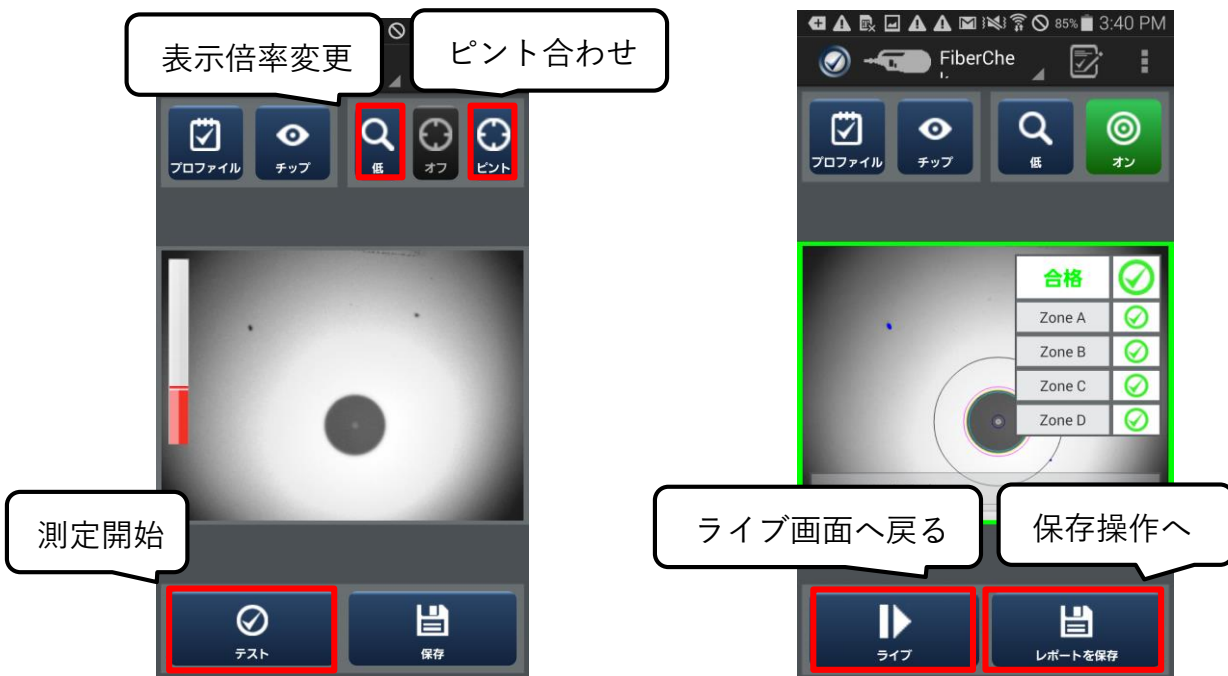 表示倍率変更
ピント合わせ
プロファイル
チップ
低
オフ
ピント
測定開始
テスト
保存
85% 3:40 PM
FiberChe
プロファイル
チップ
低
オン
合格
Zone A
Zone B
Zone C
Zone D
ライブ画面へ戻る
保存操作へ
ライブ
レポートを保存